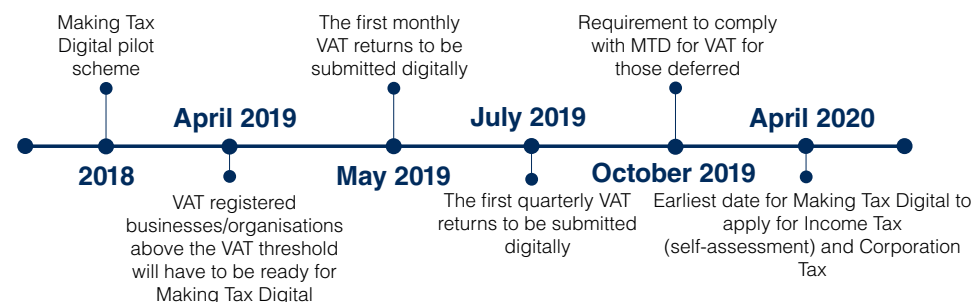 Making Tax
Digital pilot
scheme
2018
April 2019
VAT registered
businesses/organisations
above the VAT threshold
will have to be ready for
Making Tax Digital
The first monthly
VAT returns to be
submitted digitally
May 2019
July 2019
The first quarterly VAT
returns to be submitted
digitally
Requirement to comply
with MTD for VAT for
those deferred
October 2019
April 2020
Earliest date for Making Tax Digital to
apply for Income Tax
(self-assessment) and Corporation
Tax